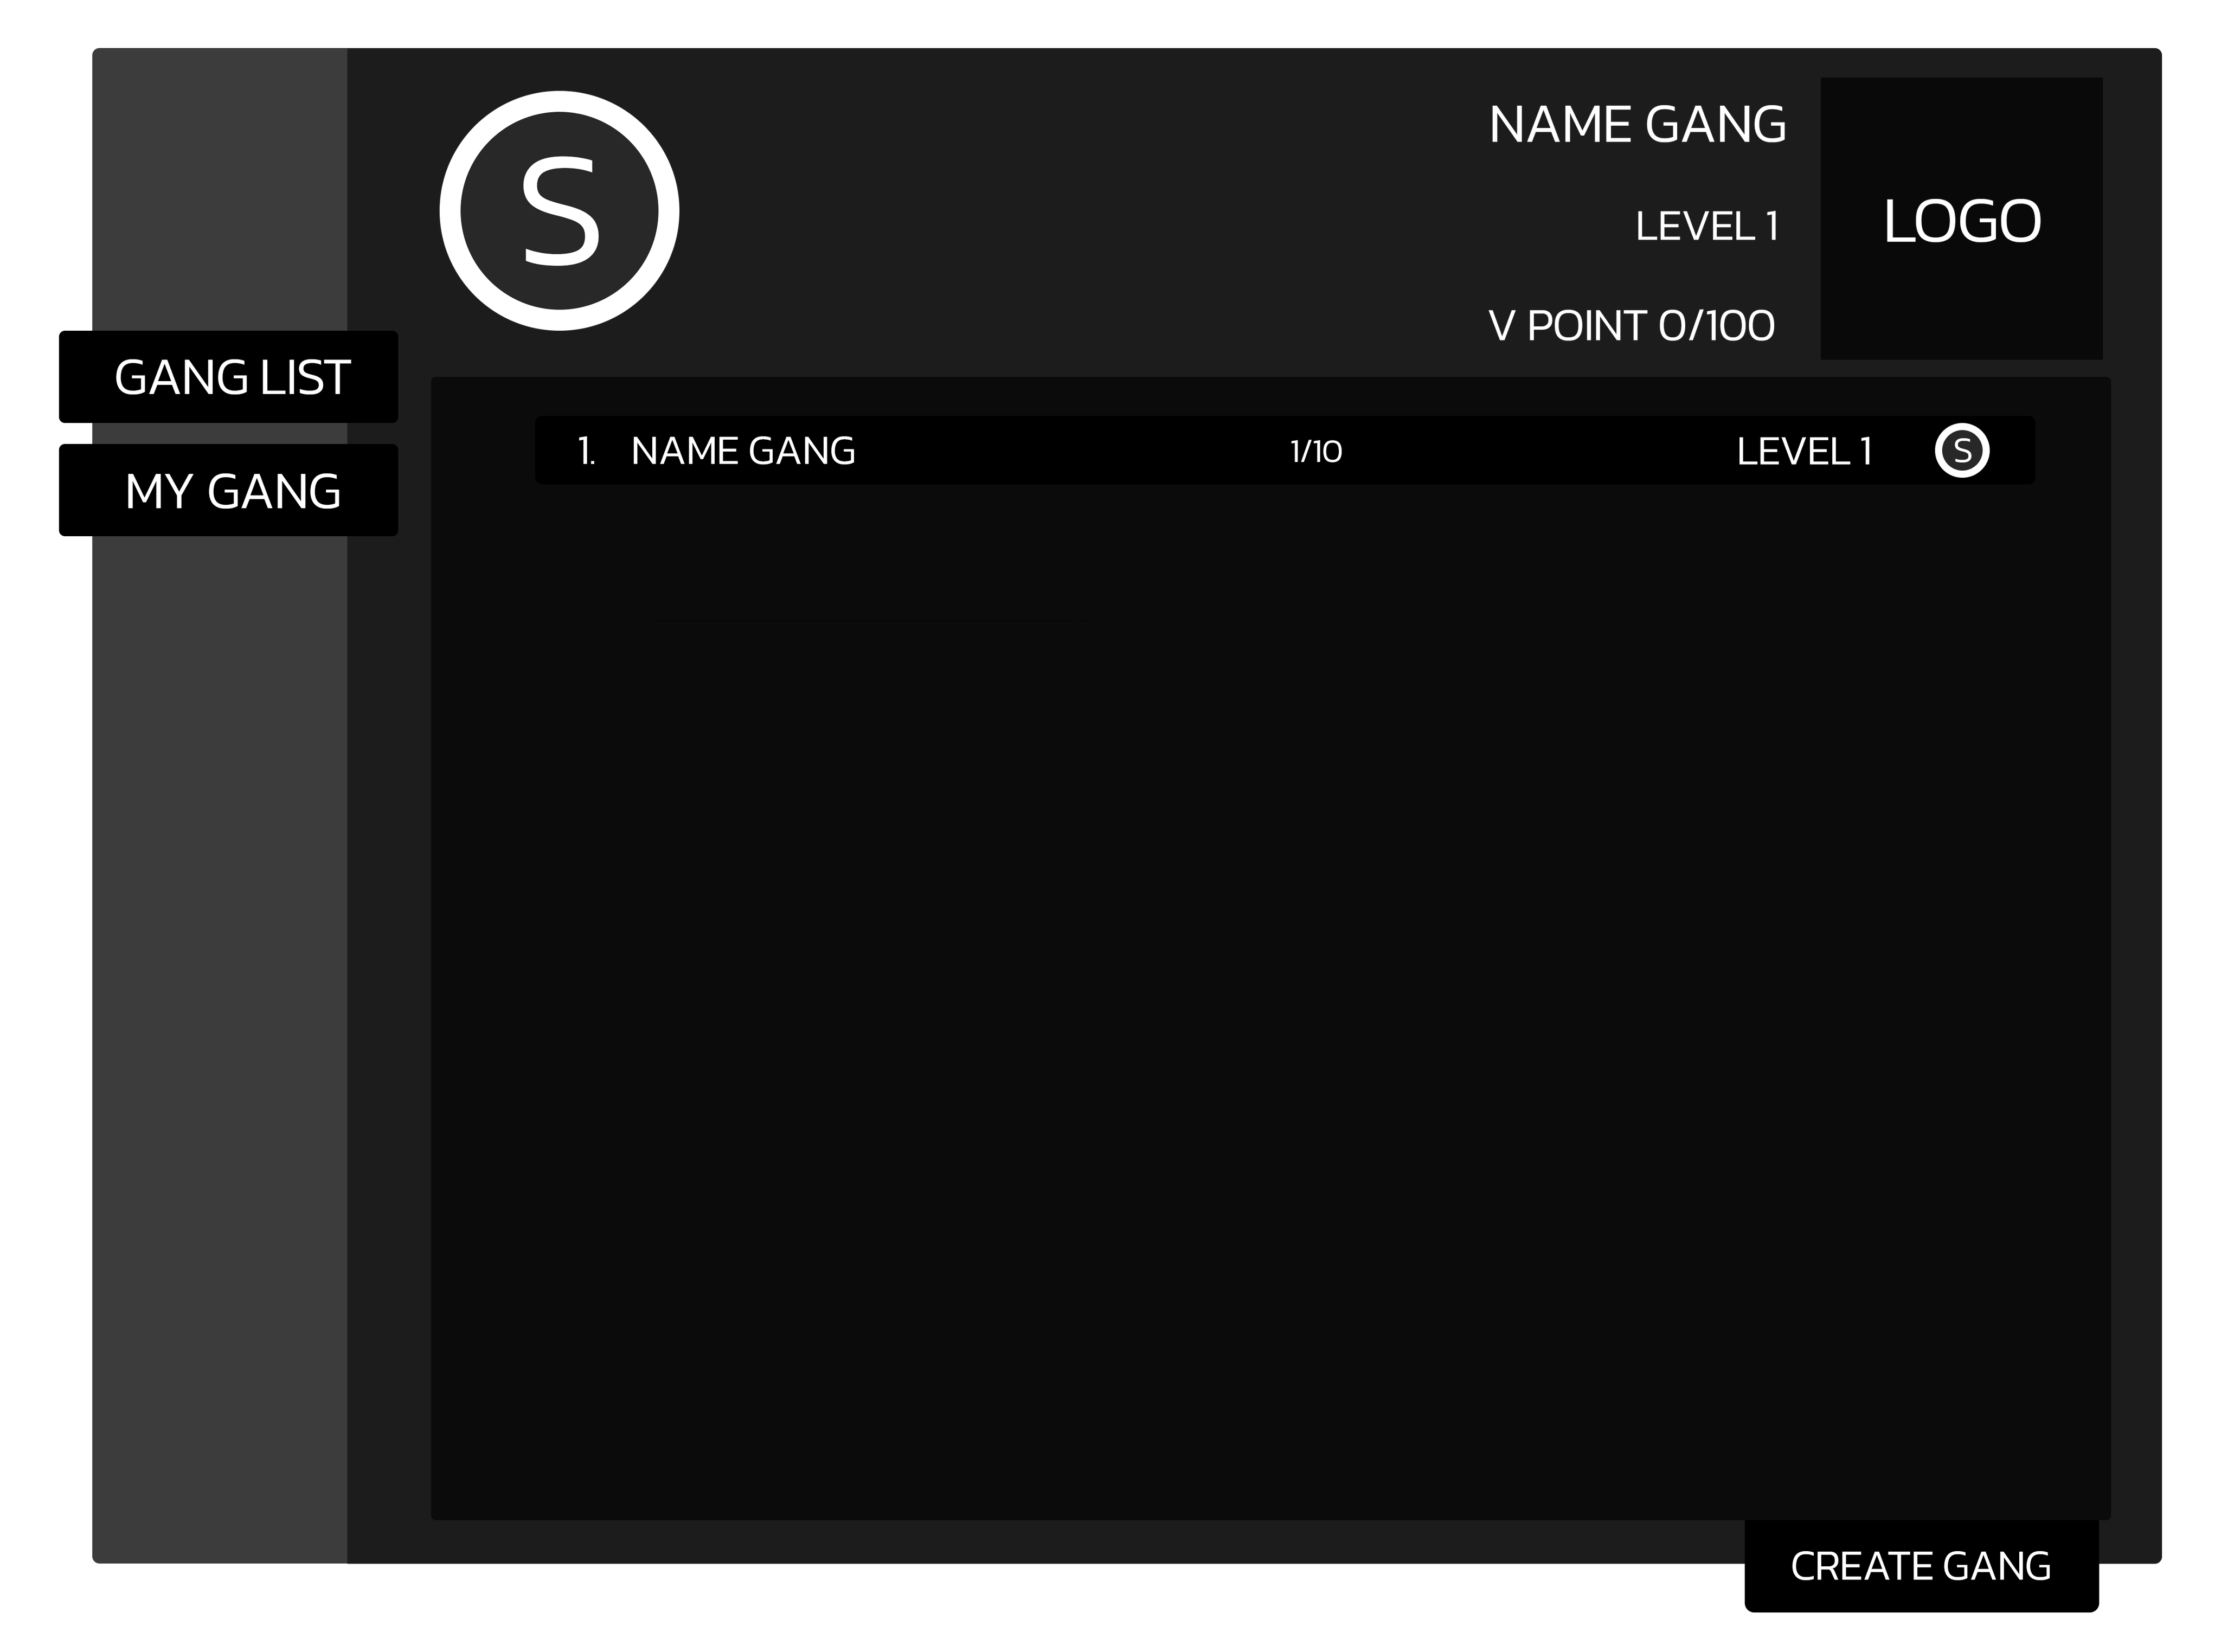 S
NAME GANG
LEVEL 1
V POINT 0/100
LOGO
GANG LIST
MY GANG
1. NAME GANG 1/10 LEVEL 1 S
CREATE GANG